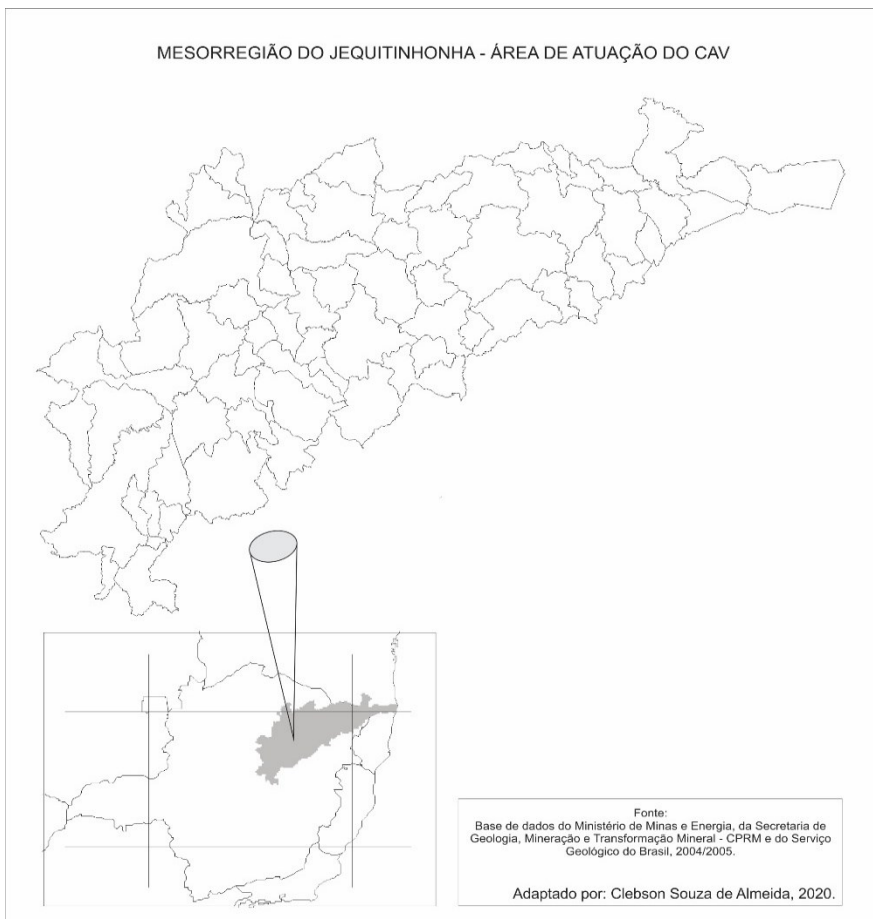 MESORREGIÃO DO JEQUITINHONHA - ÁREA DE ATUAÇÃO DO CAV
Fonte:
Base de dados do Ministério de Minas e Energia, da Secretaria de
Geologia, Mineração e Transformação Mineral - CPRM e do Serviço
Geológico do Brasil, 2004/2005.
Adaptado por: Clebson Souza de Almeida, 2020.